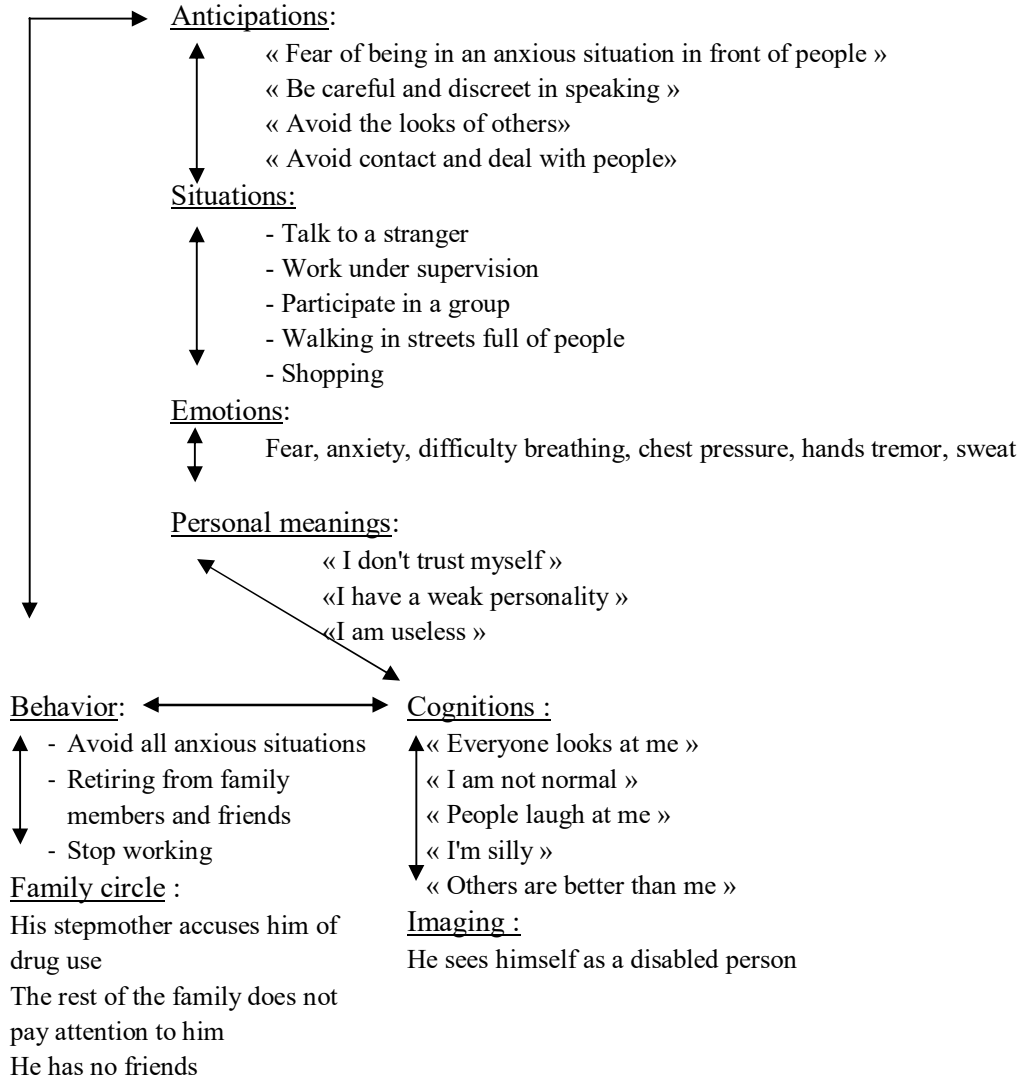 Anticipations:
« Fear of being in an anxious situation in front of people »
« Be careful and discreet in speaking »
« Avoid the looks of others»
« Avoid contact and deal with people»
Situations:
- Talk to a stranger
- Work under supervision
- Participate in a group
- Walking in streets full of people
- Shopping
Emotions:
Fear, anxiety, difficulty breathing, chest pressure, hands tremor, sweat
Personal meanings:
« I don't trust myself »
«I have a weak personality »
«I am useless »
Behavior:
- Avoid all anxious situations
- Retiring from family
members and friends
- Stop working
Family circle :
His stepmother accuses him of
drug use
The rest of the family does not
pay attention to him
He has no friends
Cognitions :
« Everyone looks at me »
« I am not normal »
« People laugh at me »
« I'm silly »
« Others are better than me »
Imaging :
He sees himself as a disabled person